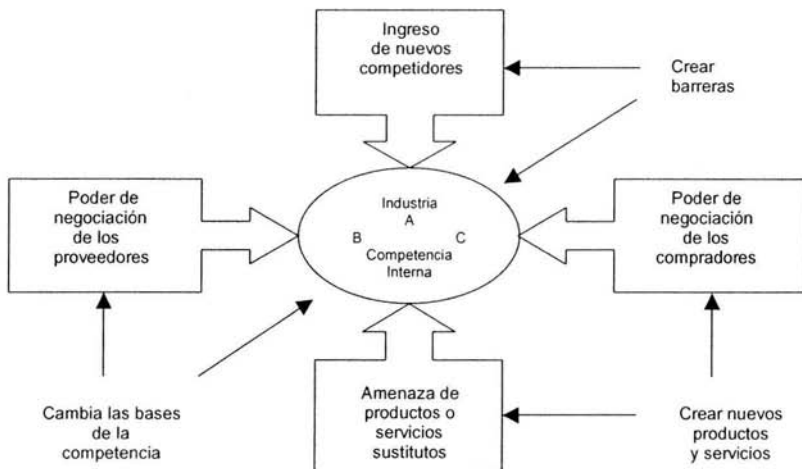 Ingreso
de nuevos
competidores
Crear
barreras
Poder de
negociación
de los
proveedores
Industria
A
B C
Competencia
Interna
Poder de
negociación
de los
compradores
Cambia las bases
de la
competencia
Amenaza de
productos o
servicios
sustitutos
Crear nuevos
productos
y servicios